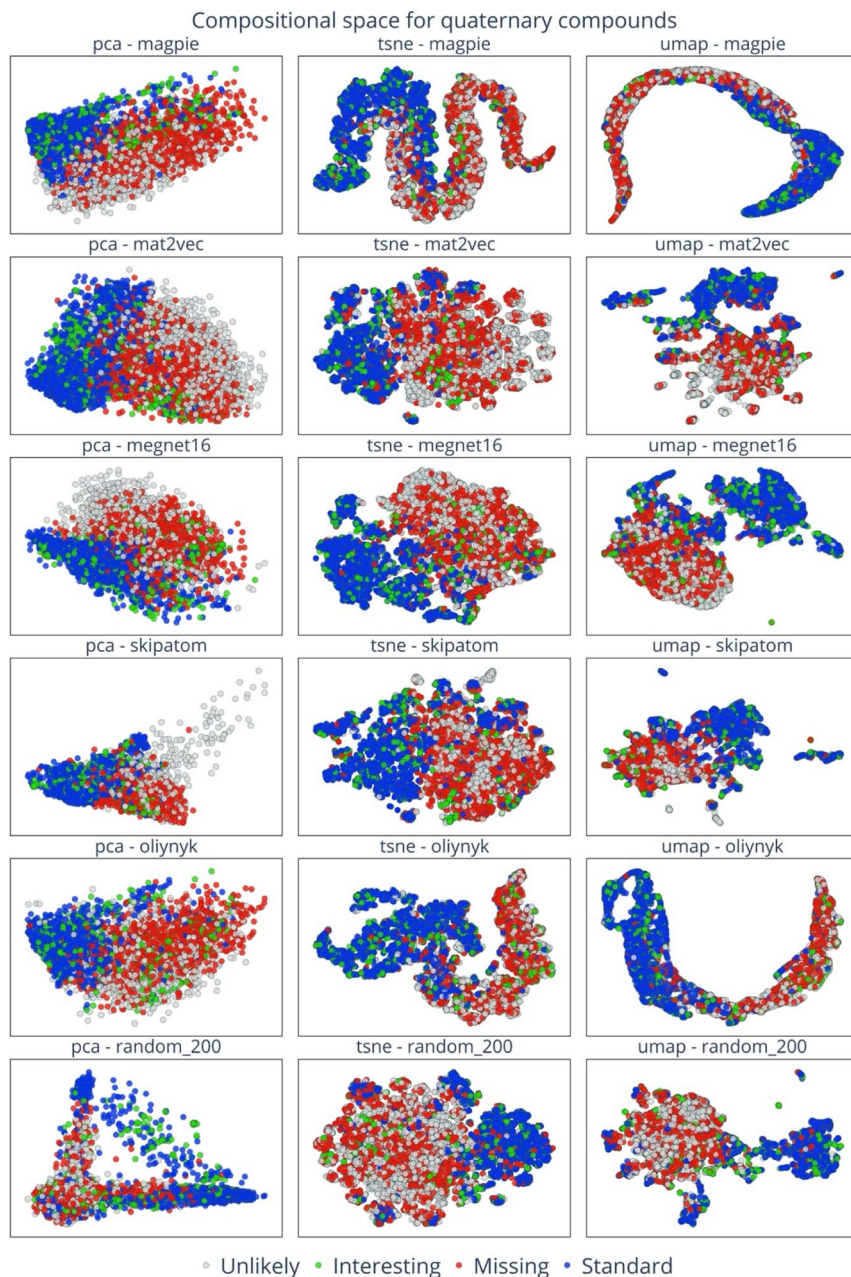 Compositional space for quaternary compounds
pca - magpie tsne - magpie umap - magpie
pca - mat2vec tsne - mat2vec umap - mat2vec
pca - megnet16 tsne - megnet16 umap - megnet16
pca - skipatom tsne - skipatom umap - skipatom
pca - oliynyk tsne - oliynyk umap - oliynyk
pca - random_200 tsne - random_200 umap - random_200
Unlikely Interesting Missing Standard